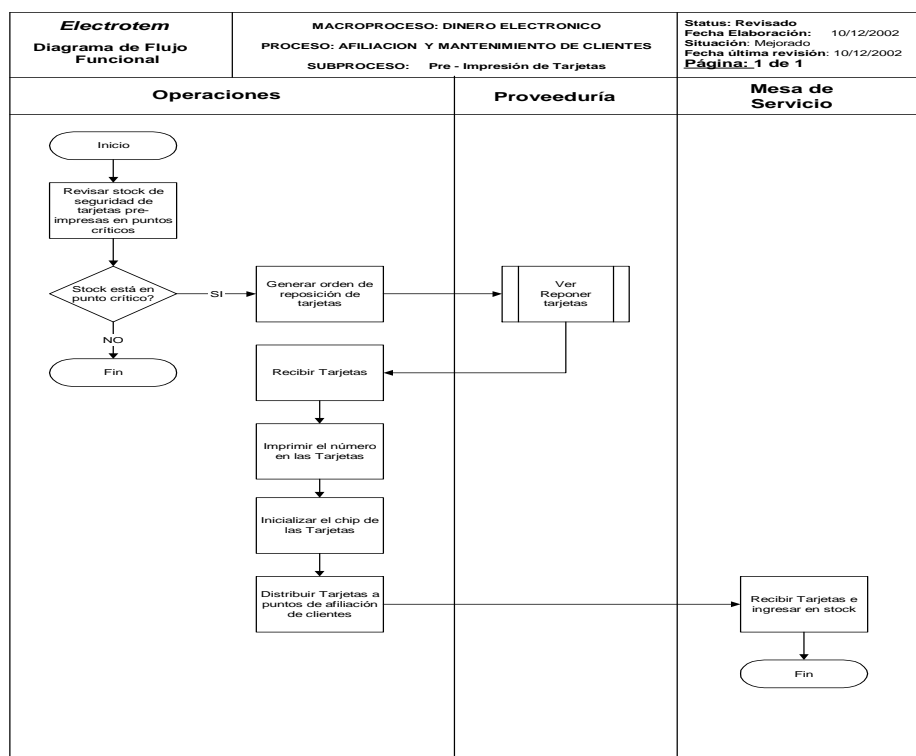 Electrotem
Diagrama de Flujo
Funcional
MACROPROCESO: DINERO ELECTRONICO
PROCESO: AFILIACION Y MANTENIMIENTO DE CLIENTES
SUBPROCESO: Pre - Impresión de Tarjetas
Status: Revisado
Fecha Elaboración: 10/12/2002
Situación: Mejorado
Fecha última revisión: 10/12/2002
Página: 1 de 1
Operaciones
Proveeduría
Mesa de
Servicio
Inicio
Revisar stock de
seguridad de
tarjetas pre-
impresas en puntos
críticos
Stock está en
punto crítico?
SI
Generar orden de
reposición de
tarjetas
Ver
Reponer
tarjetas
NO
Fin
Recibir Tarjetas
Imprimir el número
en las Tarjetas
Inicializar el chip de
las Tarjetas
Distribuir Tarjetas a
puntos de afiliación
de clientes
Recibir Tarjetas e
ingresar en stock
Fin